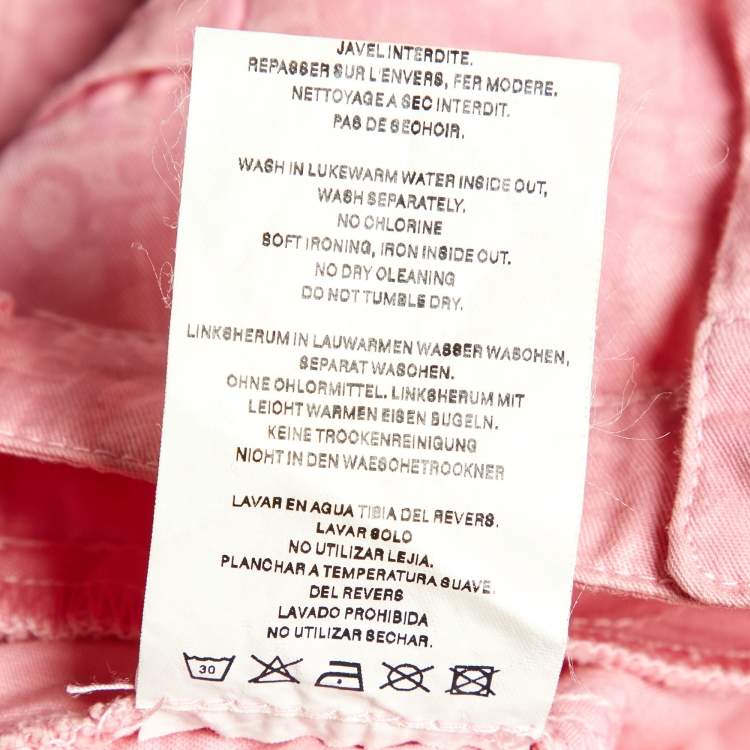 JAVEL INTERDITE.
REPASSER SUR L'ENVERS, FER MODERE.
NETTOYAGE A SEC INTERDIT.
PAS DE SECHOIR.
WASH IN LUKEWARM WATER INSIDE OUT,
WASH SEPARATELY.
NO CHLORINE
SOFT IRONING, IRON INSIDE OUT.
NO DRY CLEANING
DO NOT TUMBLE DRY.
LINKSHERUM IN LAUWARMEN WASSER WASCHEN,
SEPARAT WASCHEN.
OHNE CHLORMITTEL. LINKSHERUM MIT
LEICHT WARMEN EISEN BUGELN.
KEINE TROCKENREINIGUNG
NICHT IN DEN WAESCHETROCKNER
LAVAR EN AGUA TIBIA DEL REVERS.
LAVAR SOLO
NO UTILIZAR LEJIA.
PLANCHAR A TEMPERATURA SUAVE.
DEL REVERS
LAVADO PROHIBIDA
NO UTILIZAR SECHAR.
30